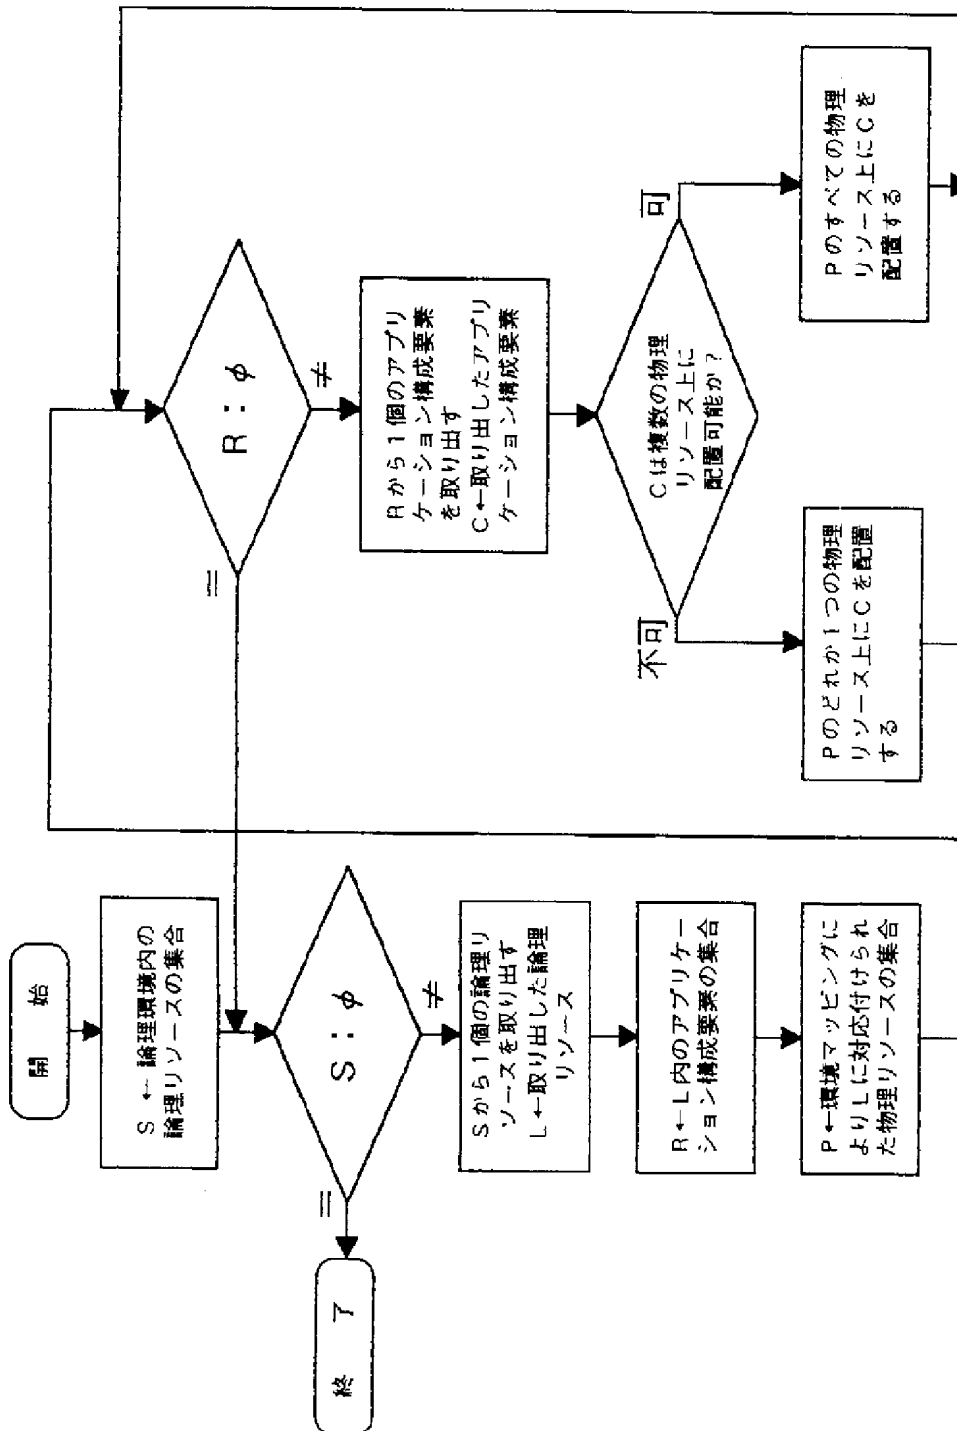 開 始
S ← 論理環境内の
論理リソースの集合
S : φ
=
≠
終 了
Sから1個の論理リ
ソースを取り出す
L←取り出した論理
リソース
R←L内のアプリケー
ション構成要素の集合
P←環境マッピングに
よりLに対応付けられ
た物理リソースの集合
R : φ
=
≠
Rから1個のアプリ
ケーション構成要素
を取り出す
C←取り出したアプリ
ケーション構成要素
Cは複数の物理
リソース上に
配置可能か?
不可
可
Pのどれか1つの物理
リソース上にCを配置
する
Pのすべての物理
リソース上にCを
配置する